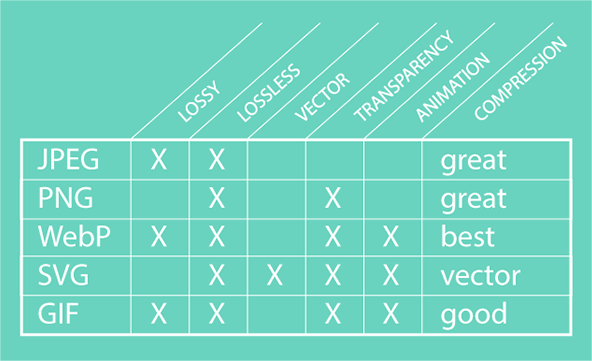 LOSSY LOSSLESS VECTOR TRANSPARENCY ANIMATION COMPRESSION
JPEG X X great
PNG X X great
WebP X X X X best
SVG X X X X vector
GIF X X X X good